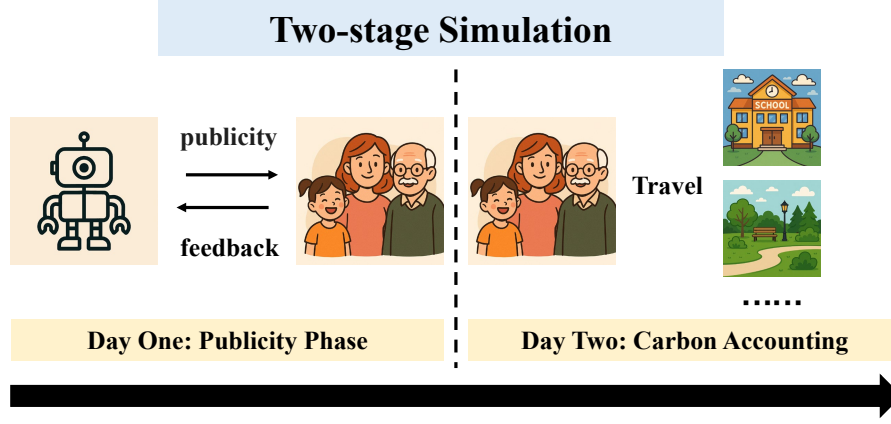 Two-stage Simulation
publicity
feedback
Travel
SCHOOL
......
Day One: Publicity Phase
Day Two: Carbon Accounting